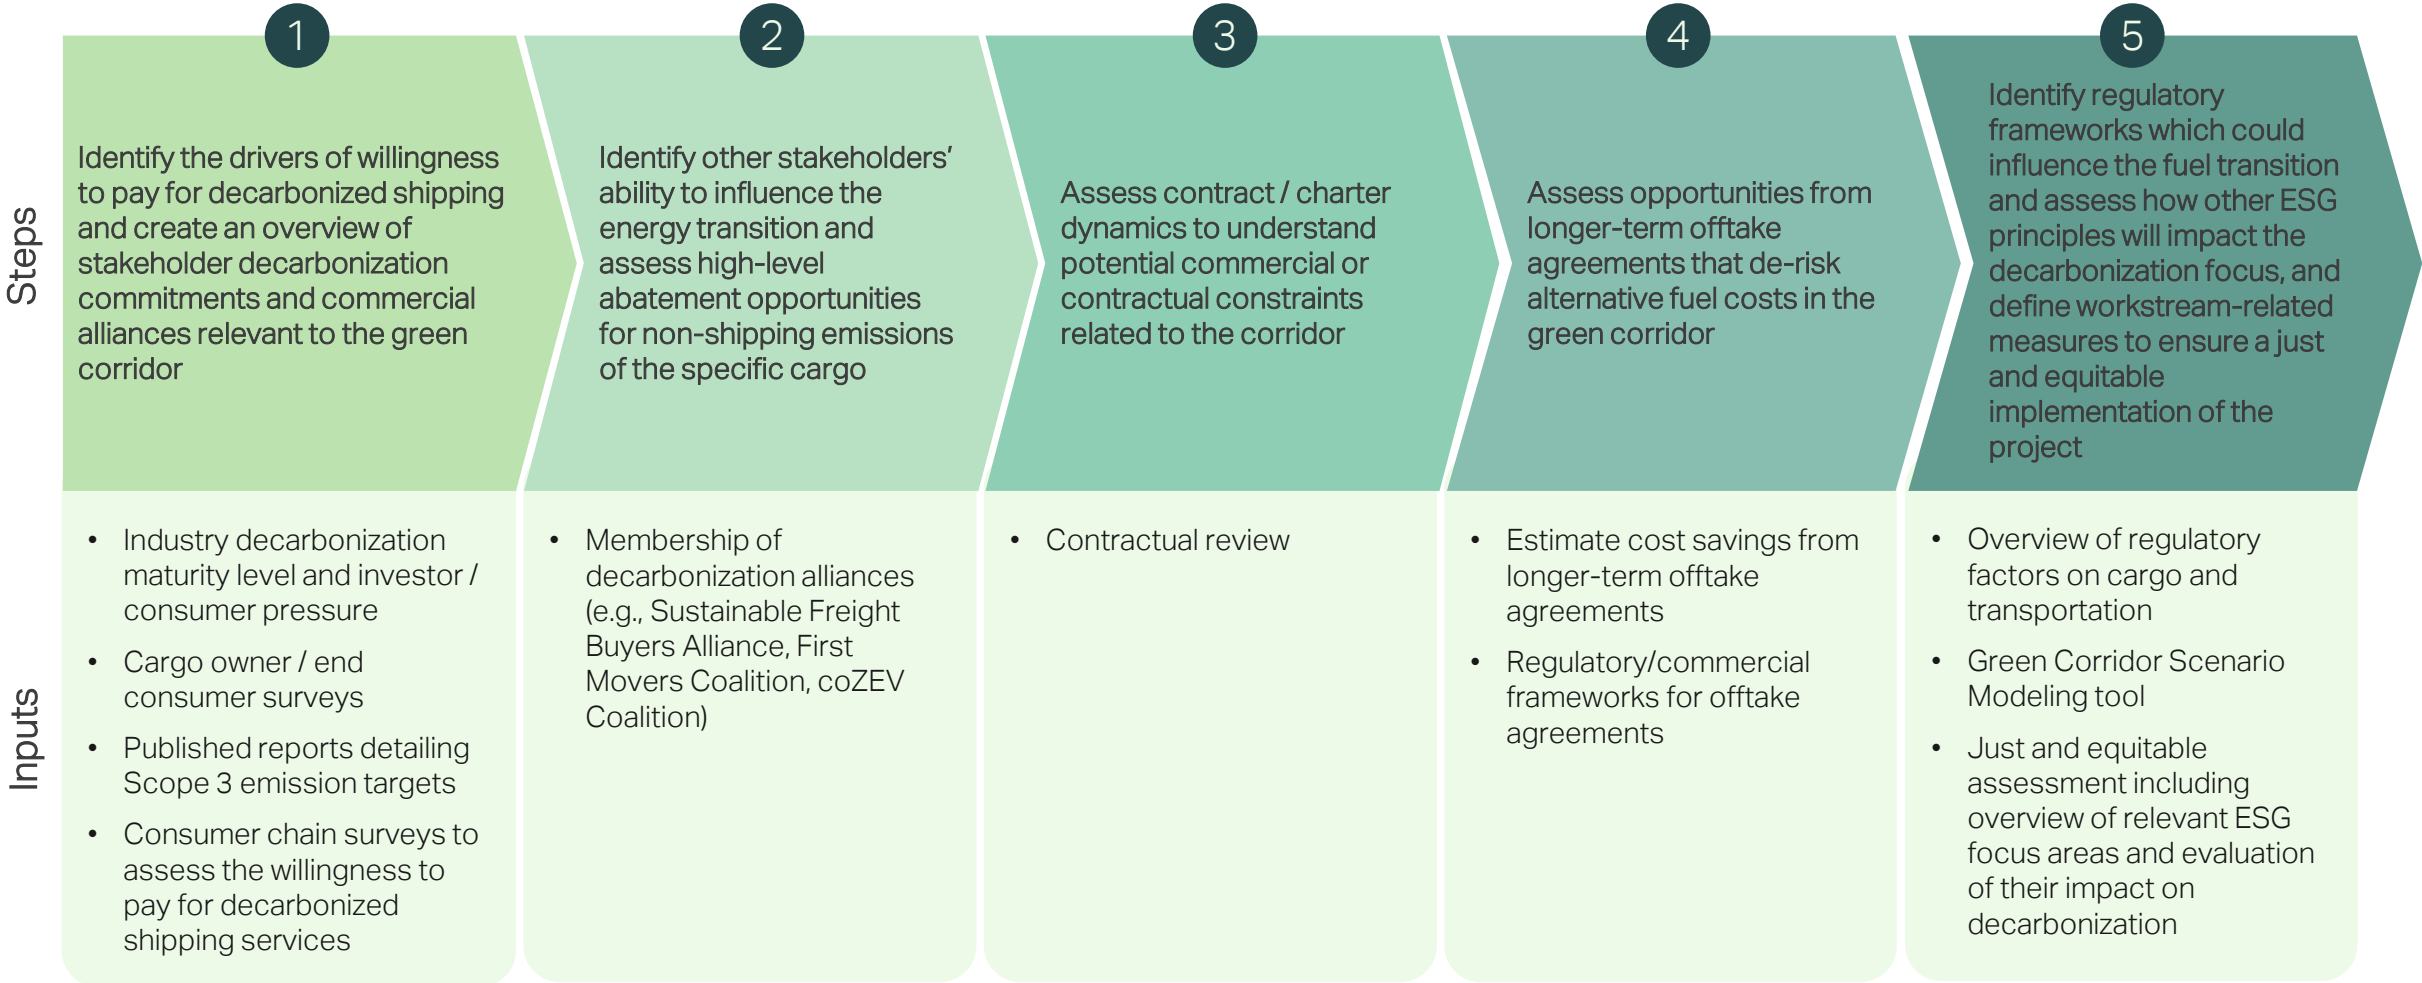 1
2
3
4
5
Steps
Identify the drivers of willingness
to pay for decarbonized shipping
and create an overview of
stakeholder decarbonization
commitments and commercial
alliances relevant to the green
corridor
Identify other stakeholders’
ability to influence the
energy transition and
assess high-level
abatement opportunities
for non-shipping emissions
of the specific cargo
Assess contract / charter
dynamics to understand
potential commercial or
contractual constraints
related to the corridor
Assess opportunities from
longer-term offtake
agreements that de-risk
alternative fuel costs in the
green corridor
Identify regulatory
frameworks which could
influence the fuel transition
and assess how other ESG
principles will impact the
decarbonization focus, and
define workstream-related
measures to ensure a just
and equitable
implementation of the
project
Inputs
• Industry decarbonization
maturity level and investor /
consumer pressure
• Cargo owner / end
consumer surveys
• Published reports detailing
Scope 3 emission targets
• Consumer chain surveys to
assess the willingness to
pay for decarbonized
shipping services
• Membership of
decarbonization alliances
(e.g., Sustainable Freight
Buyers Alliance, First
Movers Coalition, coZEV
Coalition)
• Contractual review
• Estimate cost savings from
longer-term offtake
agreements
• Regulatory/commercial
frameworks for offtake
agreements
• Overview of regulatory
factors on cargo and
transportation
• Green Corridor Scenario
Modeling tool
• Just and equitable
assessment including
overview of relevant ESG
focus areas and evaluation
of their impact on
decarbonization